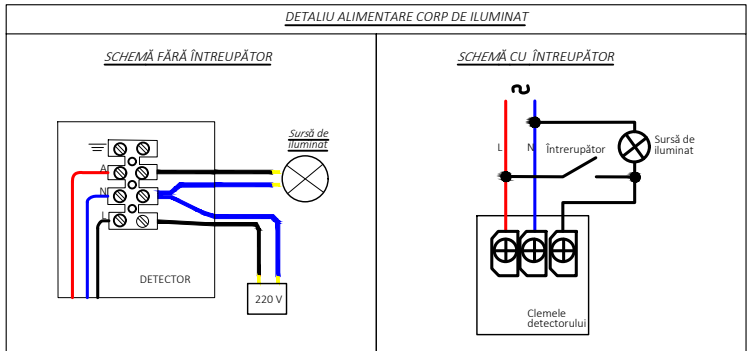 DETALIU ALIMENTARE CORP DE ILUMINAT
SCHEMĂ FĂRĂ ÎNTREUPĂTOR
SCHEMĂ CU ÎNTREUPĂTOR
A
N
L
DETECTOR
Sursă de
iluminat
220 V
L
N
Întrerupător
Sursă de
iluminat
Clemele
detectorului